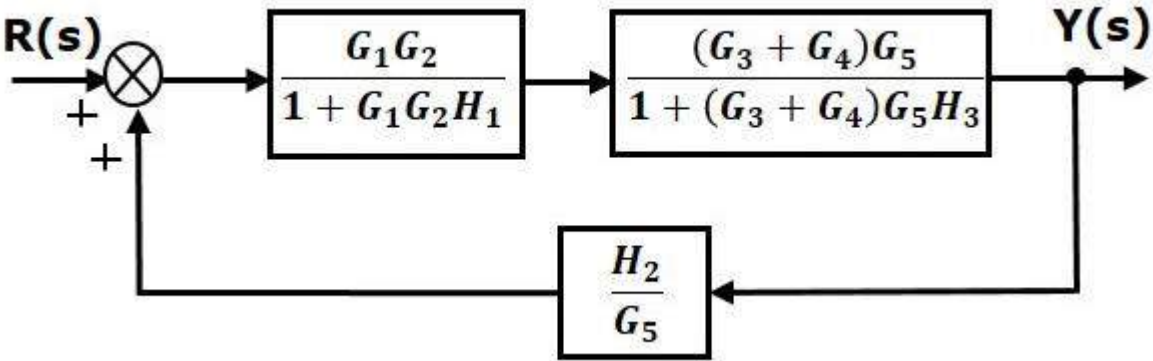 R(s)
Y(s)
G₁G₂
1 + G₁G₂H₁
(G₃ + G₄)G₅
1 + (G₃ + G₄)G₅H₃
+
+
H₂
G₅